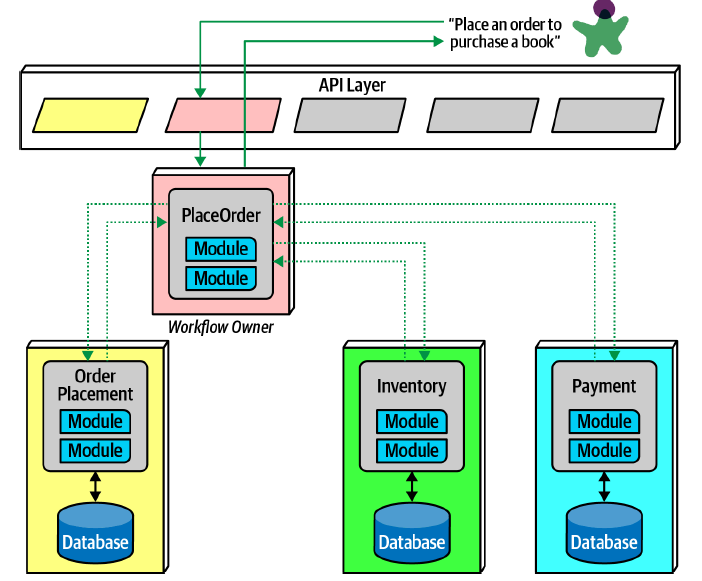 "Place an order to
purchase a book"
API Layer
PlaceOrder
Module
Module
Workflow Owner
Order
Placement
Module
Module
Database
Inventory
Module
Module
Database
Payment
Module
Module
Database